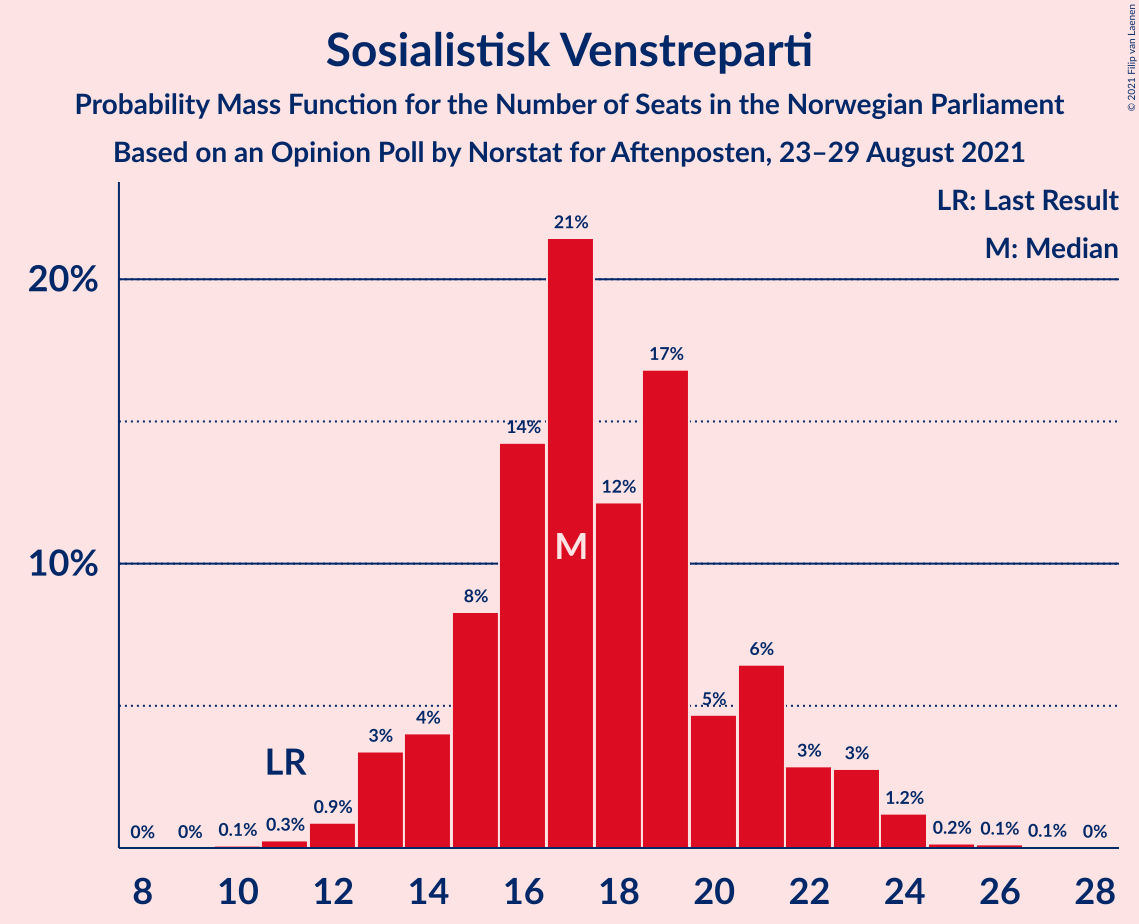 Sosialistisk Venstreparti
Probability Mass Function for the Number of Seats in the Norwegian Parliament
Based on an Opinion Poll by Norstat for Aftenposten, 23–29 August 2021
© 2021 Filip van Laenen
LR: Last Result
M: Median
20%
10%
0%
0%
0.1%
0.3%
0.9%
3%
4%
8%
14%
21%
12%
17%
5%
6%
3%
3%
1.2%
0.2%
0.1%
0.1%
0%
LR
M
8 10 12 14 16 18 20 22 24 26 28